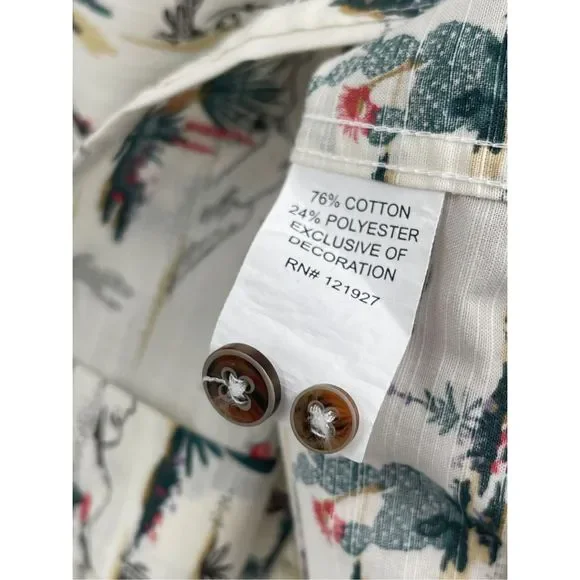 76% COTTON
24% POLYESTER
EXCLUSIVE OF
DECORATION
RN# 121927